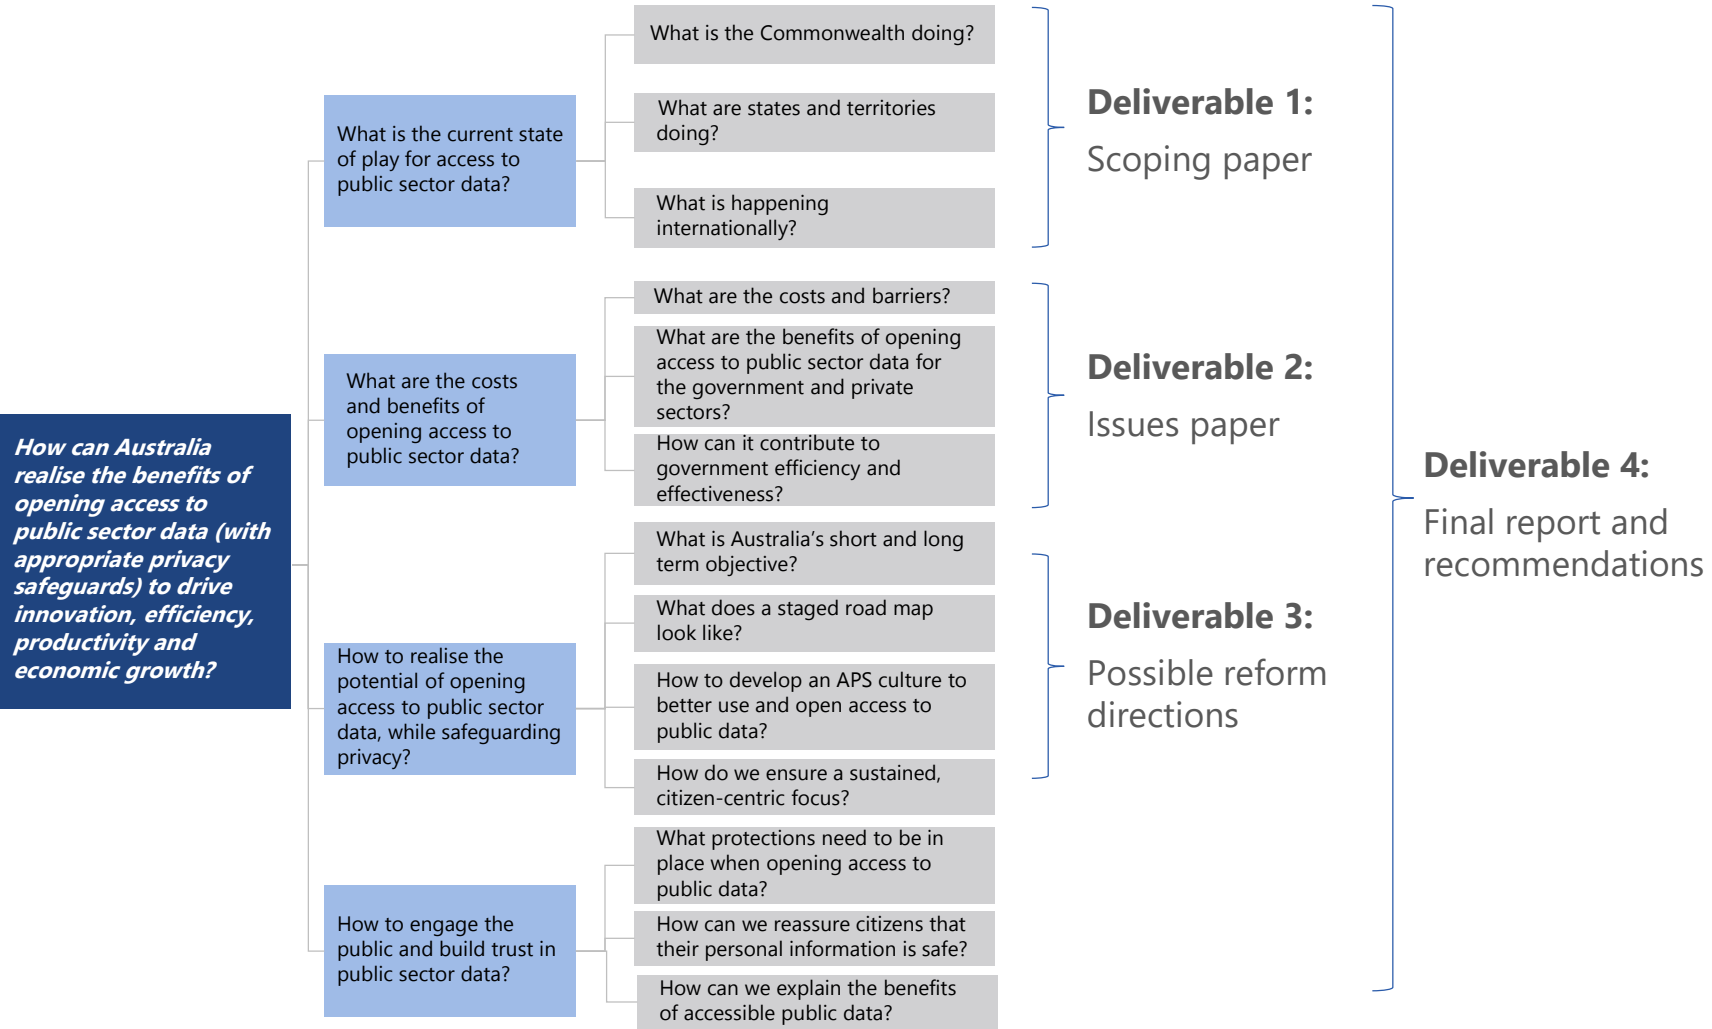 How can Australia
realise the benefits of
opening access to
public sector data (with
appropriate privacy
safeguards) to drive
innovation, efficiency,
productivity and
economic growth?
What is the current state
of play for access to
public sector data?
What is the Commonwealth doing?
What are states and territories
doing?
What is happening
internationally?
Deliverable 1:
Scoping paper
What are the costs
and benefits of
opening access to
public sector data?
What are the costs and barriers?
What are the benefits of opening
access to public sector data for
the government and private
sectors?
How can it contribute to
government efficiency and
effectiveness?
Deliverable 2:
Issues paper
How to realise the
potential of opening
access to public sector
data, while safeguarding
privacy?
What is Australia’s short and long
term objective?
What does a staged road map
look like?
How to develop an APS culture to
better use and open access to
public data?
How do we ensure a sustained,
citizen-centric focus?
Deliverable 3:
Possible reform
directions
How to engage the
public and build trust in
public sector data?
What protections need to be in
place when opening access to
public data?
How can we reassure citizens that
their personal information is safe?
How can we explain the benefits
of accessible public data?
Deliverable 4:
Final report and
recommendations